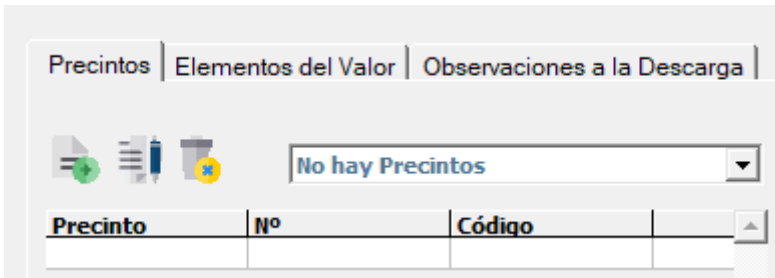 Precintos Elementos del Valor Observaciones a la Descarga
No hay Precintos
Precinto Nº Código